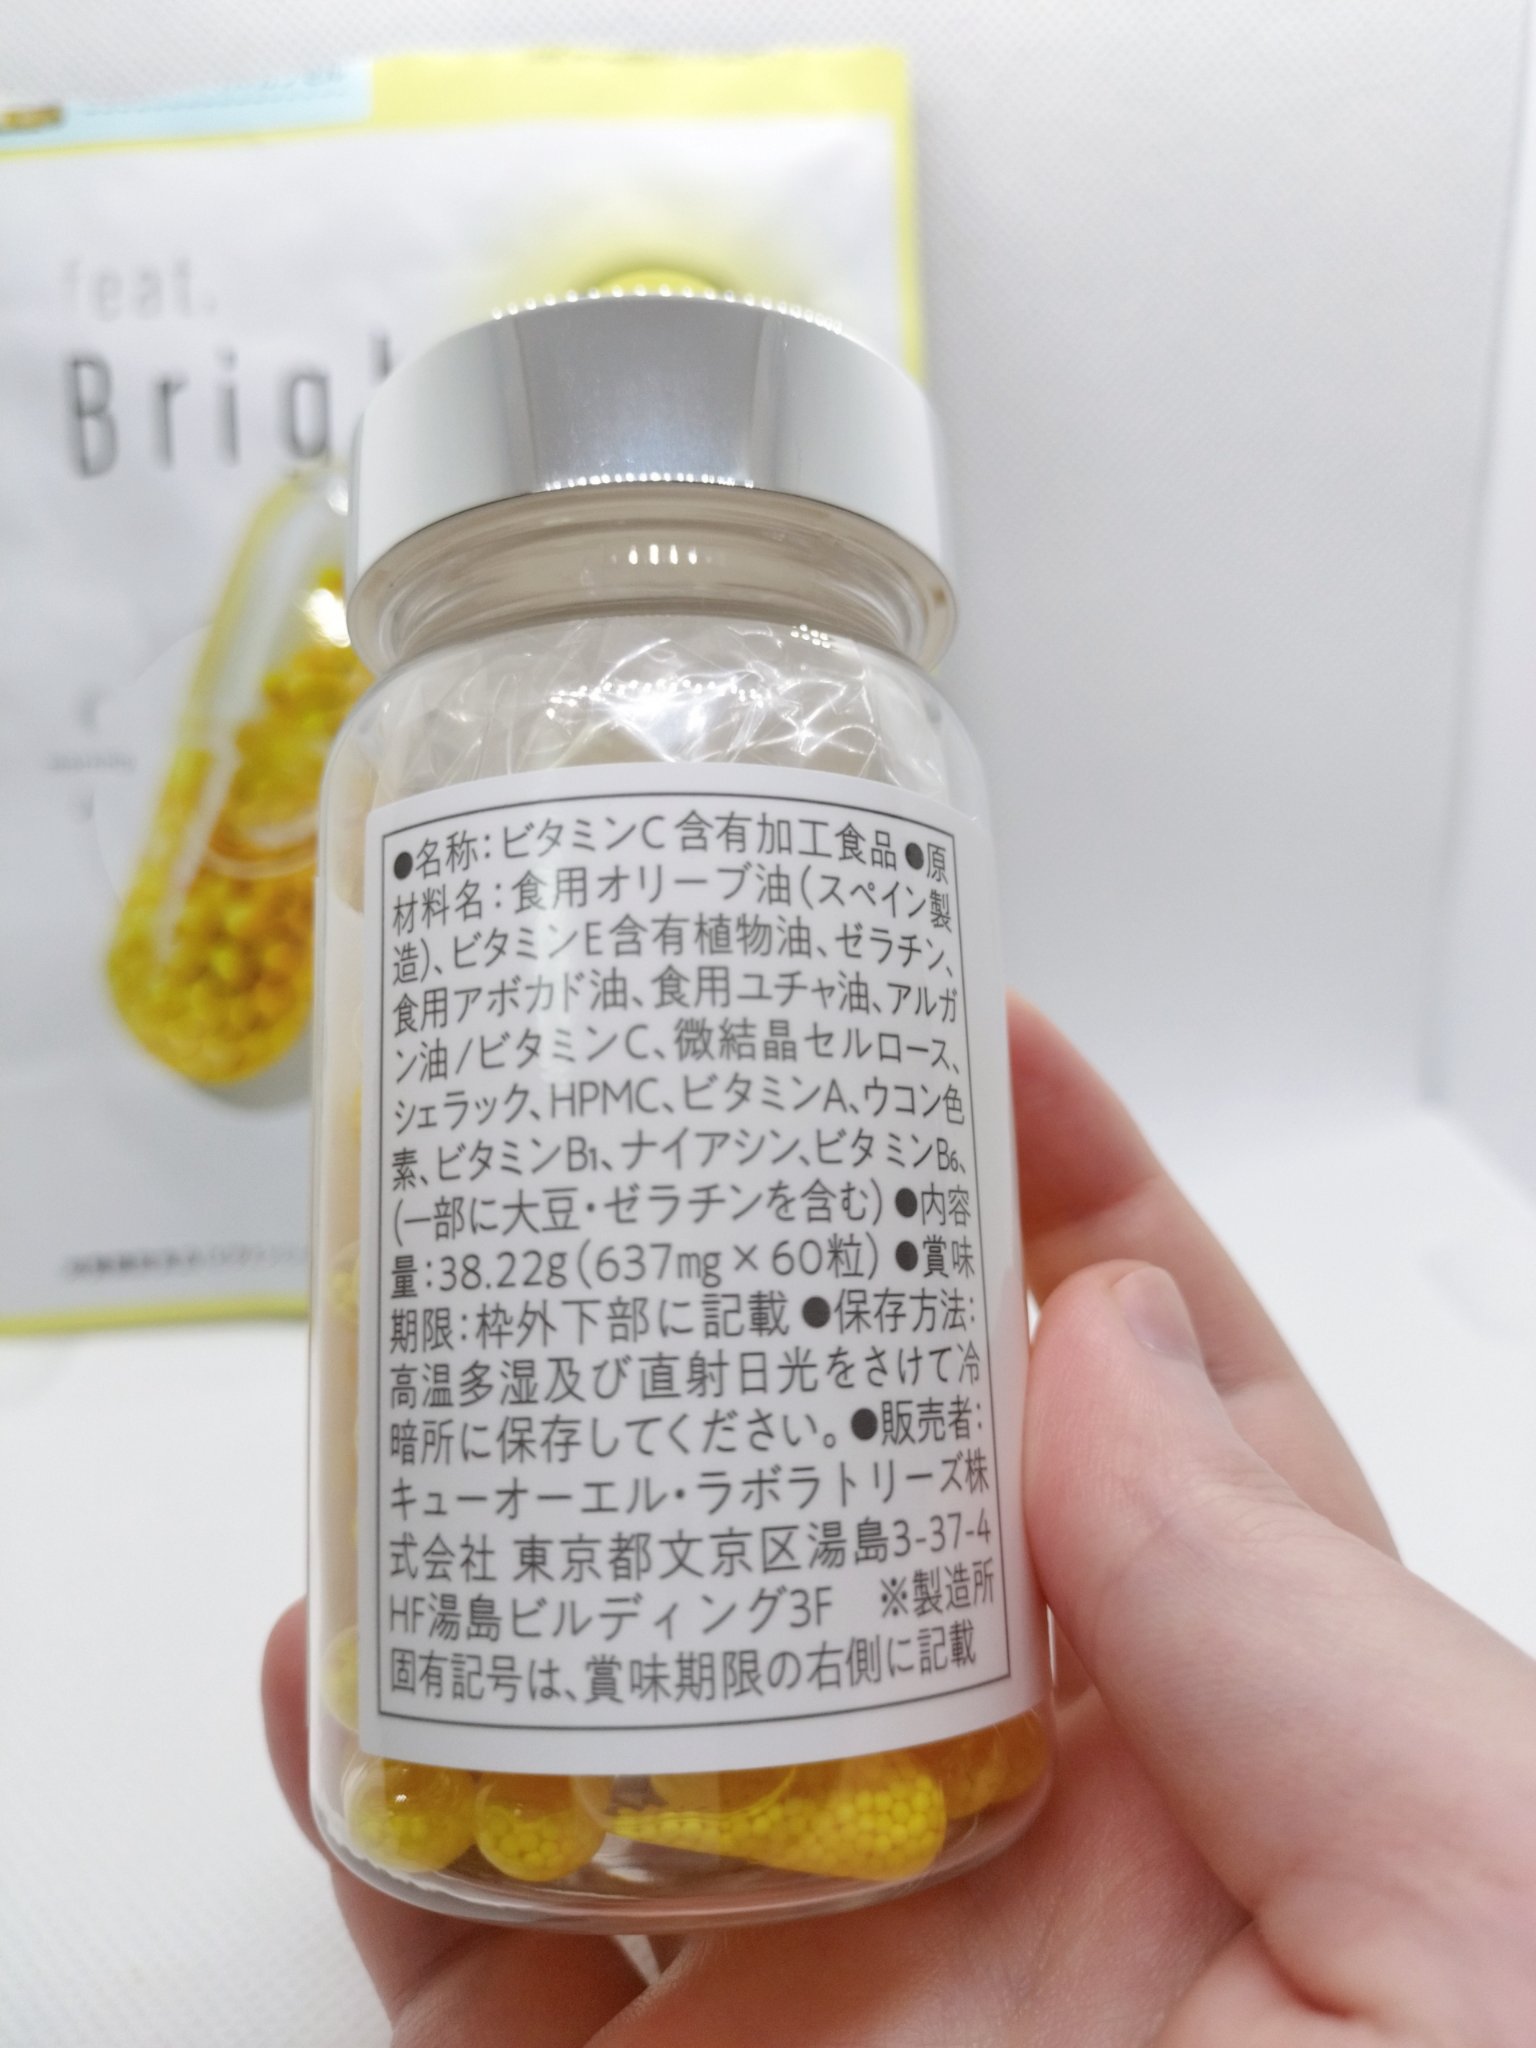 feat.
Brigh
●名称：ビタミンC含有加工食品●原
材料名：食用オリーブ油（スペイン製
造）、ビタミンE含有植物油、ゼラチン、
食用アボカド油、食用ユチャ油、アルガ
ン油/ビタミンC、微結晶セルロース、
シェラック、HPMC、ビタミンA、ウコン色
素、ビタミンB₁、ナイアシン、ビタミンB₆、
（一部に大豆・ゼラチンを含む）●内容
量：38.22g（637㎎×60粒）●賞味
期限：枠外下部に記載●保存方法：
高温多湿及び直射日光をさけて冷
暗所に保存してください。●販売者：
キューオーエル・ラボラトリーズ株
式会社 東京都文京区湯島3-37-4
HF湯島ビルディング3F　※製造所
固有記号は、賞味期限の右側に記載